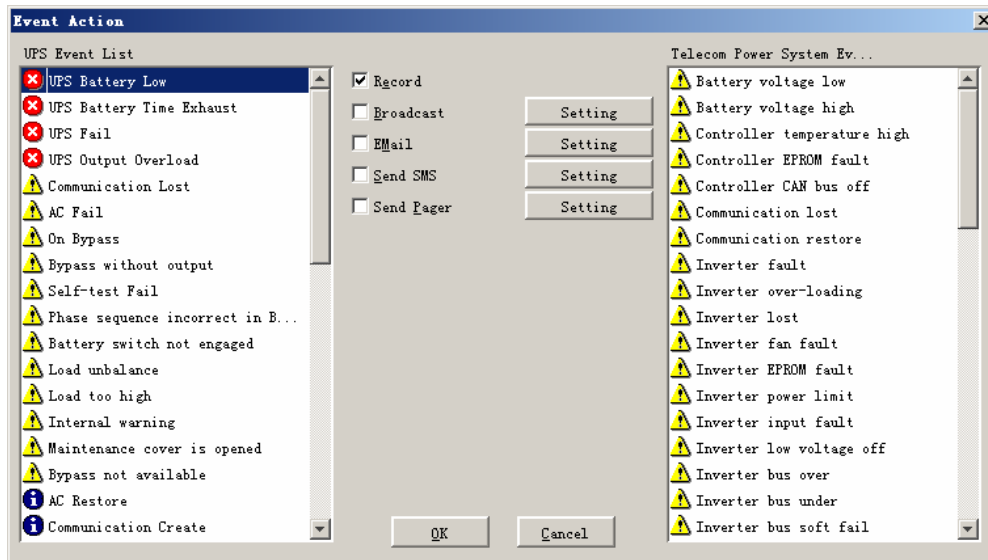 Event Action
UPS Event List
UPS Battery Low
UPS Battery Time Exhaust
UPS Fail
UPS Output Overload
Communication Lost
AC Fail
On Bypass
Bypass without output
Self-test Fail
Phase sequence incorrect in B...
Battery switch not engaged
Load unbalance
Load too high
Internal warning
Maintenance cover is opened
Bypass not available
AC Restore
Communication Create
Record
Broadcast
Setting
EMail
Setting
Send SMS
Setting
Send Pager
Setting
OK
Cancel
Telecom Power System Ev...
Battery voltage low
Battery voltage high
Controller temperature high
Controller EPROM fault
Controller CAN bus off
Communication lost
Communication restore
Inverter fault
Inverter over-loading
Inverter lost
Inverter fan fault
Inverter EPROM fault
Inverter power limit
Inverter input fault
Inverter low voltage off
Inverter bus over
Inverter bus under
Inverter bus soft fail